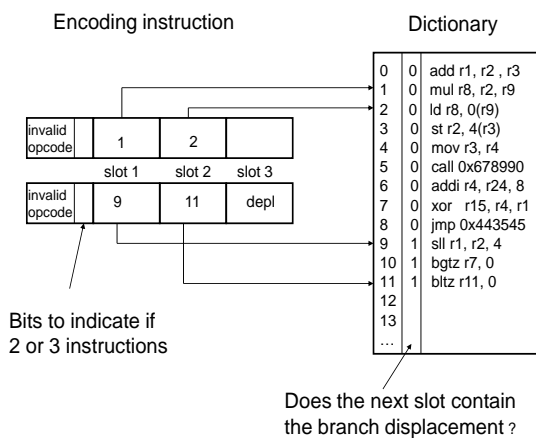 Encoding instruction
Dictionary
invalid opcode 1 2
slot 1 slot 2 slot 3
invalid opcode 9 11 depl
Bits to indicate if
2 or 3 instructions
0 0 add r1, r2 , r3
1 0 mul r8, r2, r9
2 0 ld r8, 0(r9)
3 0 st r2, 4(r3)
4 0 mov r3, r4
5 0 call 0x678990
6 0 addi r4, r24, 8
7 0 xor r15, r4, r1
8 0 jmp 0x443545
9 1 sll r1, r2, 4
10 1 bgtz r7, 0
11 1 bltz r11, 0
12
13
...
Does the next slot contain
the branch displacement ?